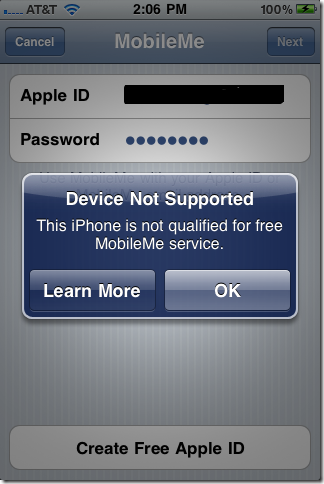 AT&T 2:06 PM 100%
Cancel MobileMe Next
Apple ID
Password
Device Not Supported
This iPhone is not qualified for free
MobileMe service.
Learn More OK
Create Free Apple ID